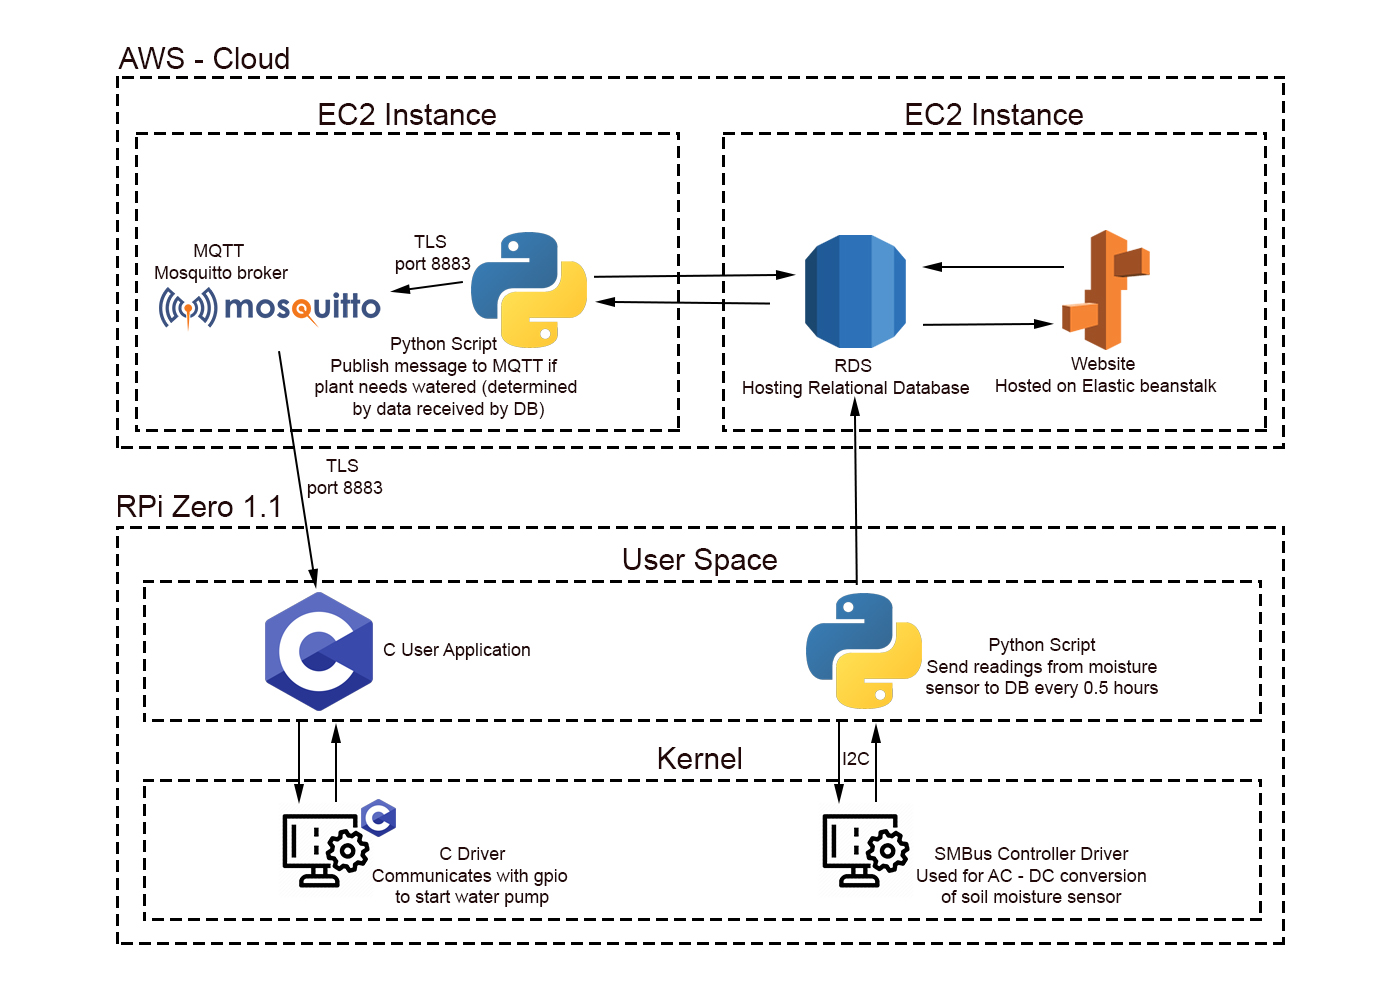 AWS - Cloud
EC2 Instance
EC2 Instance
MQTT
Mosquitto broker
mosquitto
TLS
port 8883
Python Script
Publish message to MQTT if
plant needs watered (determined
by data received by DB)
RDS
Hosting Relational Database
Website
Hosted on Elastic beanstalk
TLS
port 8883
RPi Zero 1.1
User Space
C
C User Application
Python Script
Send readings from moisture
sensor to DB every 0.5 hours
Kernel
I2C
C
C Driver
Communicates with gpio
to start water pump
SMBus Controller Driver
Used for AC - DC conversion
of soil moisture sensor